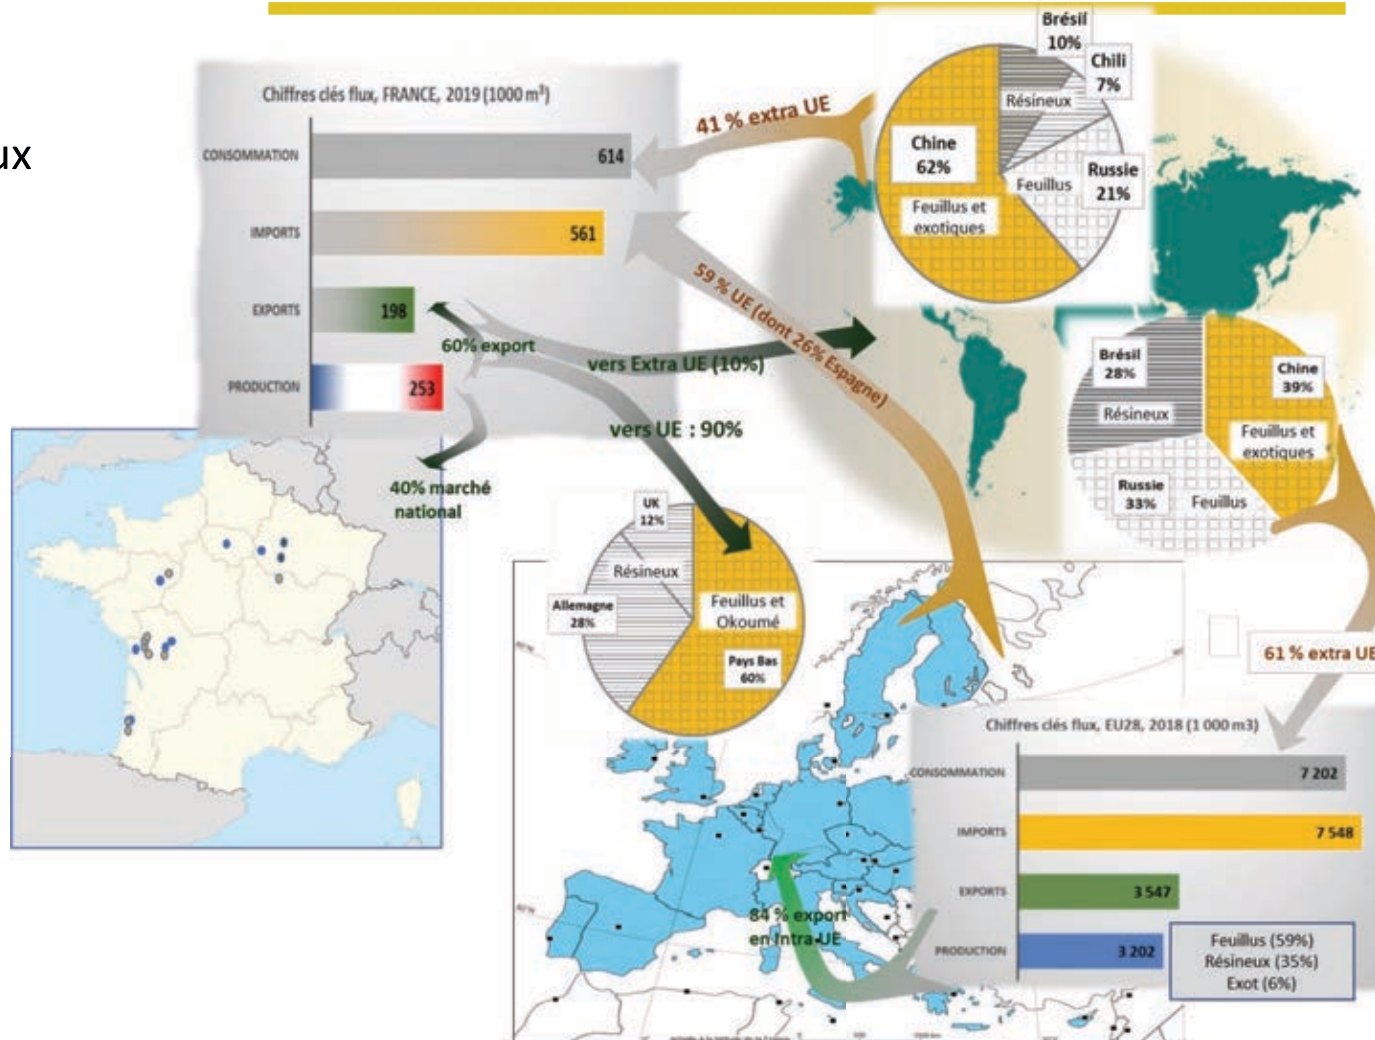 ux
Chiffres clés flux, FRANCE, 2019 (1000 m³)
CONSOMMATION
614
IMPORTS
561
EXPORTS
198
PRODUCTION
253
41 % extra UE
59 % UE (dont 26% Espagne)
60% export
vers Extra UE (10%)
vers UE : 90%
40% marché
national
Brésil
10%
Chili
7%
Résineux
Chine
62%
Feuillus et
exotiques
Feuillus
Russie
21%
Brésil
28%
Résineux
Chine
39%
Feuillus et
exotiques
Russie
33%
Feuillus
UK
12%
Résineux
Allemagne
28%
Feuillus et
Okoumé
Pays Bas
60%
61 % extra UE
Chiffres clés flux, EU28, 2018 (1 000 m3)
CONSOMMATION
7 202
IMPORTS
7 548
EXPORTS
3 547
PRODUCTION
3 202
Feuillus (59%)
Résineux (35%)
Exot (6%)
84 % export
en Intra UE